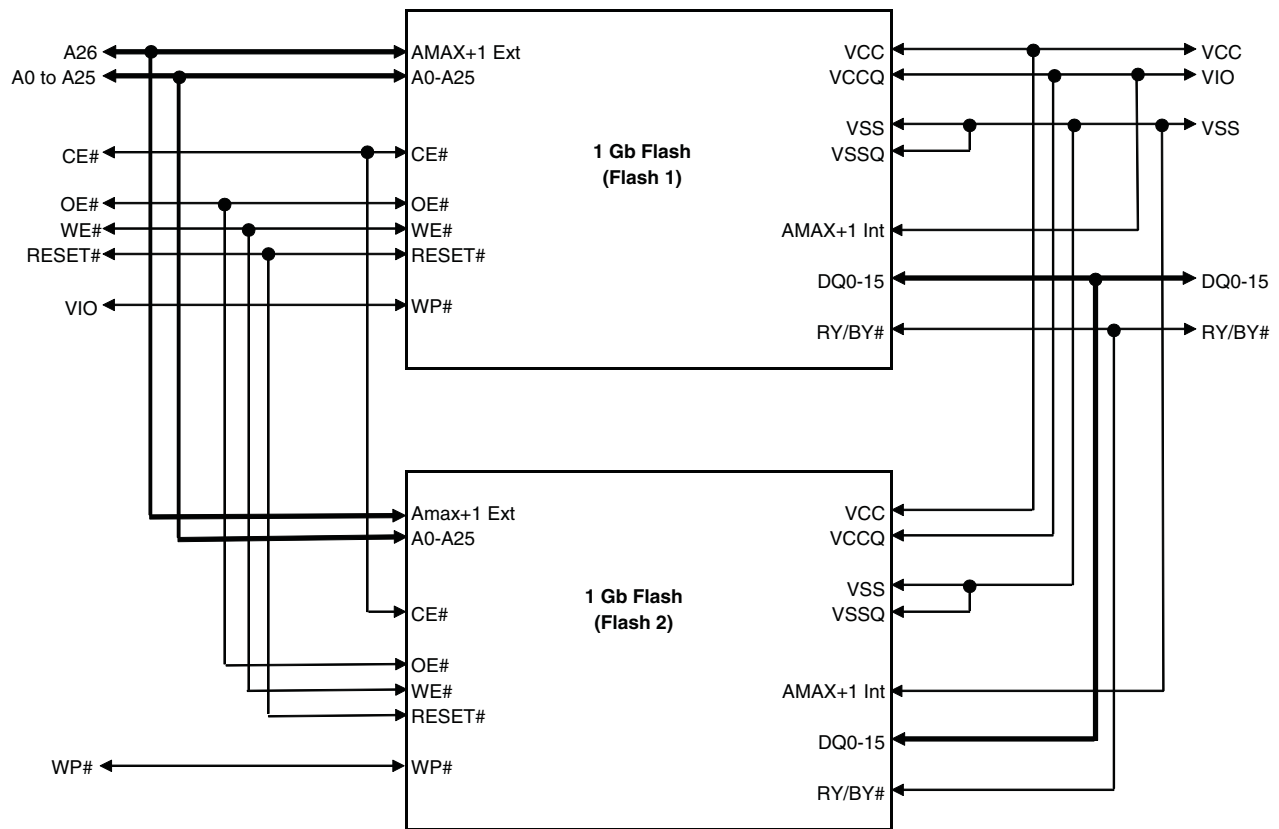 A26
AMAX+1 Ext
VCC
VCC
A0 to A25
A0-A25
VCCQ
VIO
VSS
VSS
CE#
CE#
1 Gb Flash
(Flash 1)
VSSQ
OE#
OE#
WE#
WE#
AMAX+1 Int
RESET#
RESET#
DQ0-15
DQ0-15
VIO
WP#
RY/BY#
RY/BY#
Amax+1 Ext
VCC
A0-A25
VCCQ
VSS
1 Gb Flash
(Flash 2)
CE#
VSSQ
OE#
WE#
AMAX+1 Int
RESET#
DQ0-15
WP#
WP#
RY/BY#